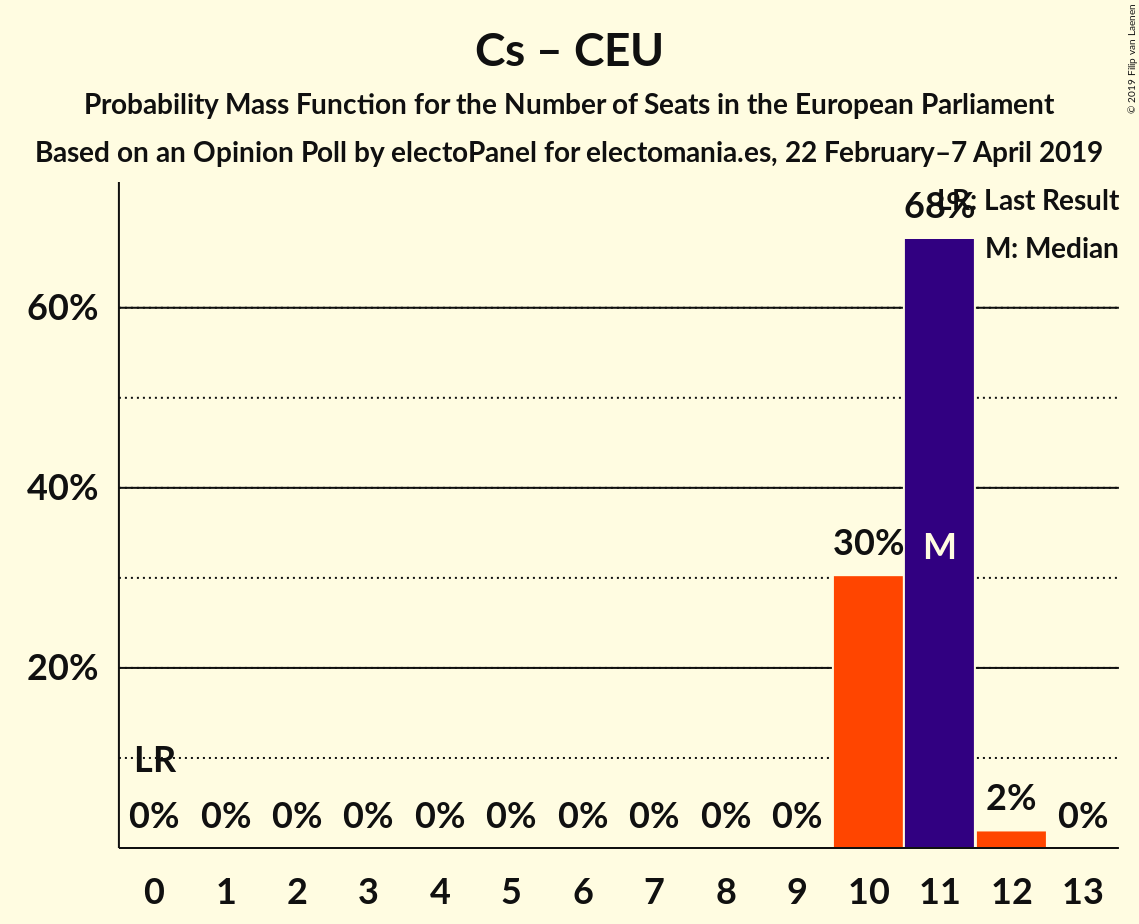 Cs – CEU
Probability Mass Function for the Number of Seats in the European Parliament
Based on an Opinion Poll by electoPanel for electomania.es, 22 February–7 April 2019
© 2019 Filip van Laenen
LR: Last Result
M: Median
68%
60%
40%
30%
M
20%
LR
0% 0% 0% 0% 0% 0% 0% 0% 0% 0% 2% 0%
0 1 2 3 4 5 6 7 8 9 10 11 12 13